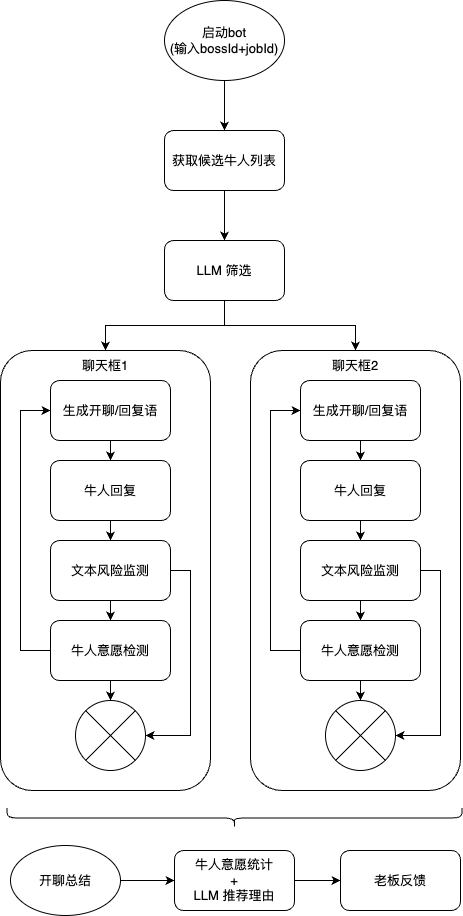 启动bot
(输入bossId+jobId)
获取候选牛人列表
LLM 筛选
聊天框1
生成开聊/回复语
牛人回复
文本风险监测
牛人意愿检测
聊天框2
生成开聊/回复语
牛人回复
文本风险监测
牛人意愿检测
开聊总结
牛人意愿统计
+
LLM 推荐理由
老板反馈